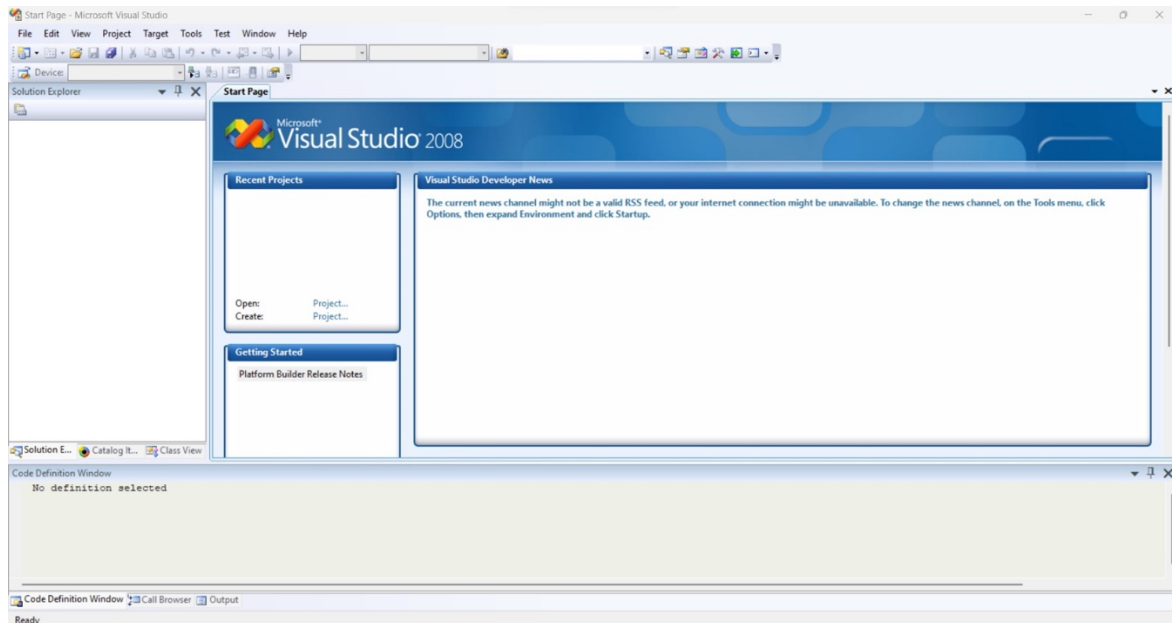 Start Page - Microsoft Visual Studio
File Edit View Project Target Tools Test Window Help
Device:
Solution Explorer
Start Page
Microsoft
Visual Studio 2008
Recent Projects
Open: Project...
Create: Project...
Getting Started
Platform Builder Release Notes
Visual Studio Developer News
The current news channel might not be a valid RSS feed, or your internet connection might be unavailable. To change the news channel, on the Tools menu, click
Options, then expand Environment and click Startup.
Solution E... Catalog It... Class View
Code Definition Window
No definition selected
Code Definition Window Call Browser Output
Ready